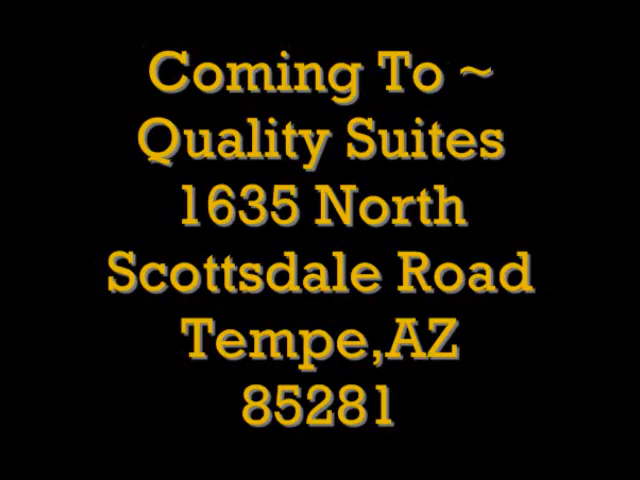 Coming To ~
Quality Suites
1635 North
Scottsdale Road
Tempe,AZ
85281